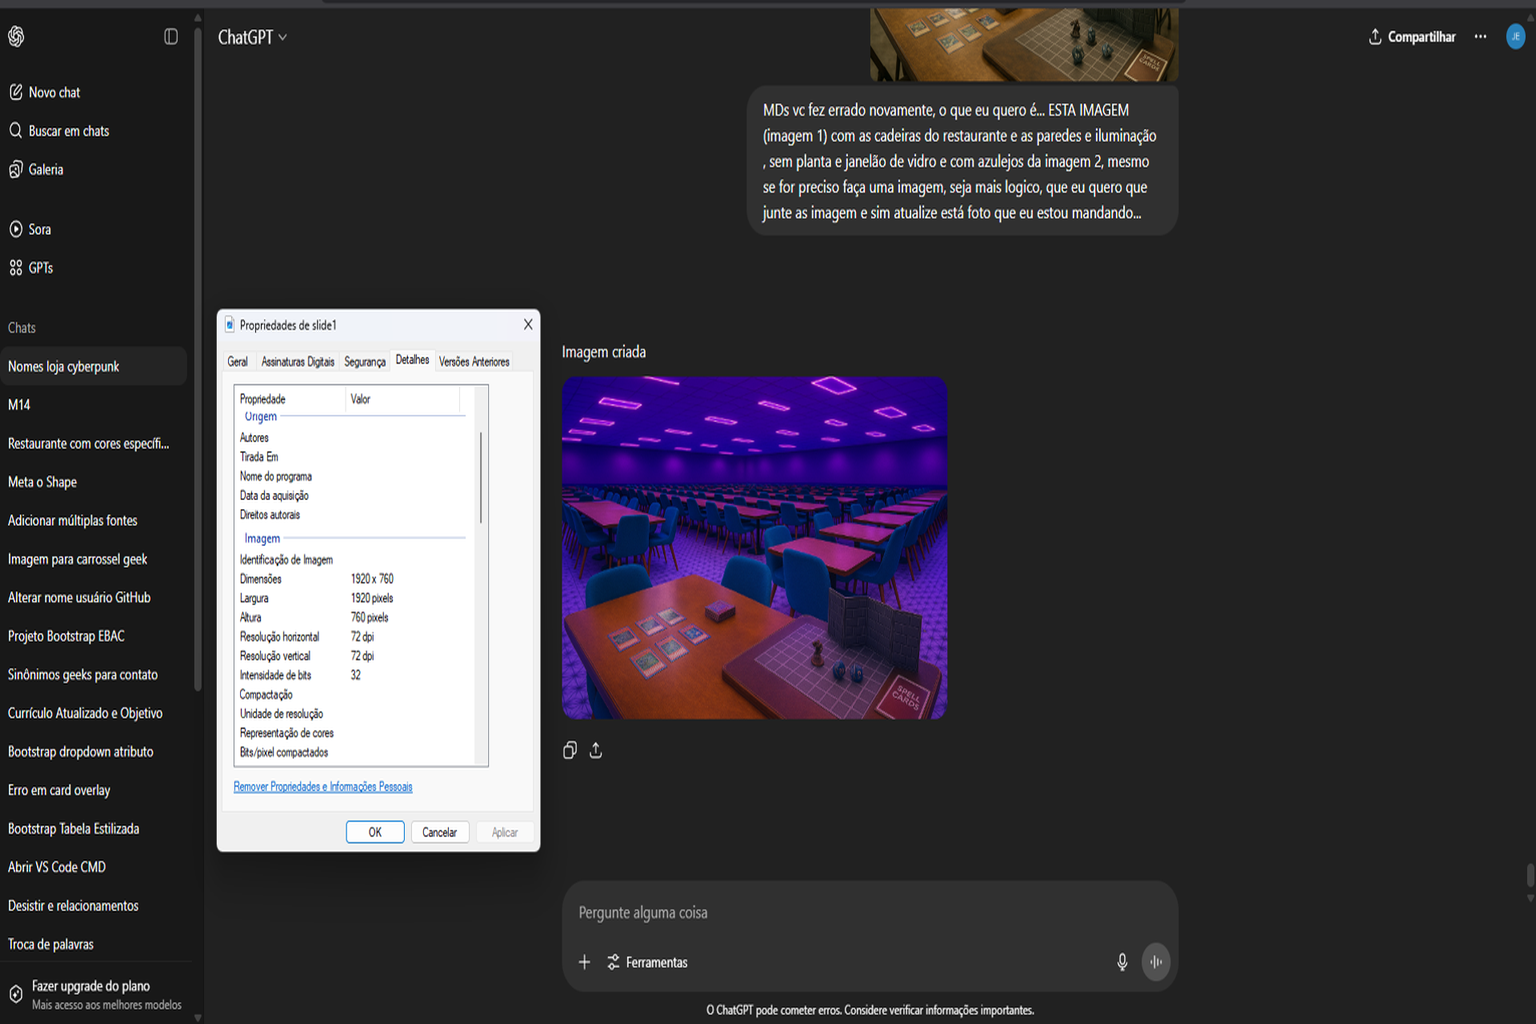 ChatGPT
Compartilhar
JE
Novo chat
Buscar em chats
Galeria
Sora
GPTs
Chats
Nomes loja cyberpunk
M14
Restaurante com cores específi...
Meta o Shape
Adicionar múltiplas fontes
Imagem para carrossel geek
Alterar nome usuário GitHub
Projeto Bootstrap EBAC
Sinônimos geeks para contato
Currículo Atualizado e Objetivo
Bootstrap dropdown atributo
Erro em card overlay
Bootstrap Tabela Estilizada
Abrir VS Code CMD
Desistir e relacionamentos
Troca de palavras
Fazer upgrade do plano
Mais acesso aos melhores modelos
SPELL
CARDS
MDs vc fez errado novamente, o que eu quero é... ESTA IMAGEM
(imagem 1) com as cadeiras do restaurante e as paredes e iluminação
, sem planta e janelão de vidro e com azulejos da imagem 2, mesmo
se for preciso faça uma imagem, seja mais logico, que eu quero que
junte as imagem e sim atualize está foto que eu estou mandando...
Propriedades de slide1
Geral
Assinaturas Digitais
Segurança
Detalhes
Versões Anteriores
Propriedade Valor
Origem
Autores
Tirada Em
Nome do programa
Data da aquisição
Direitos autorais
Imagem
Identificação de Imagem
Dimensões 1920 x 760
Largura 1920 pixels
Altura 760 pixels
Resolução horizontal 72 dpi
Resolução vertical 72 dpi
Intensidade de bits 32
Compactação
Unidade de resolução
Representação de cores
Bits/pixel compactados
Remover Propriedades e Informações Pessoais
OK
Cancelar
Aplicar
Imagem criada
SPELL
CARDS
Pergunte alguma coisa
Ferramentas
O ChatGPT pode cometer erros. Considere verificar informações importantes.